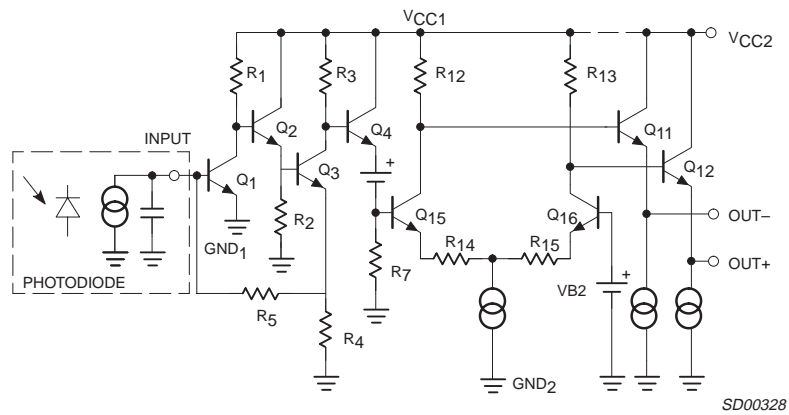 VCC1
VCC2
R1
R3
R12
R13
INPUT
Q2
Q4
Q11
+
Q1
Q3
Q12
R2
Q15
Q16
OUT–
GND1
R14
R15
OUT+
R7
+
VB2
PHOTODIODE
R5
R4
GND2
SD00328